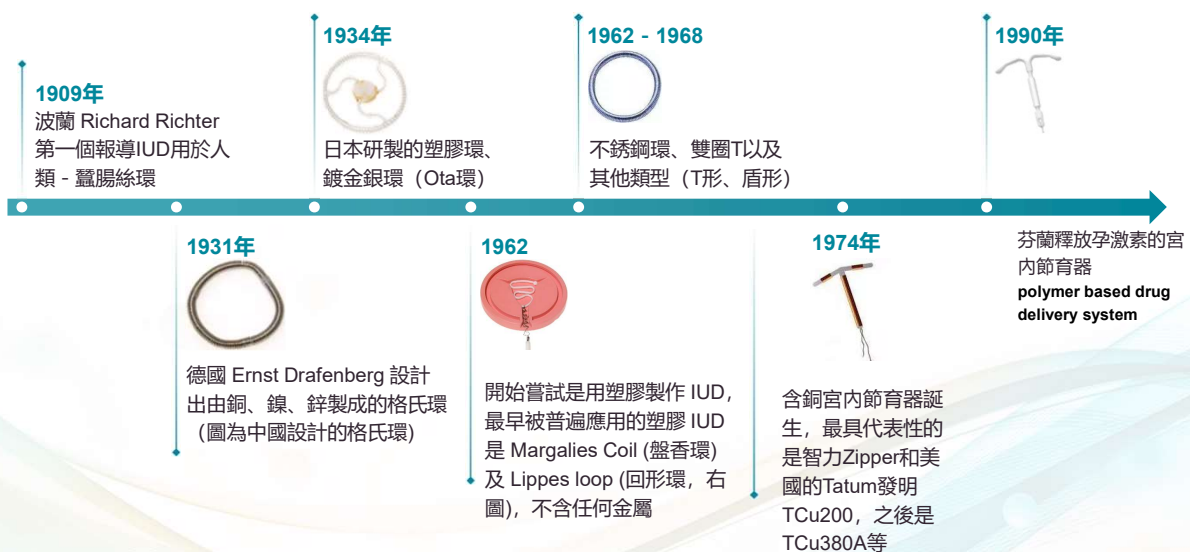 1909年
波蘭 Richard Richter
第一個報導IUD用於人
類 - 蠶腸絲環
1931年
德國 Ernst Drafenberg 設計
出由銅、鎳、鋅製成的格氏環
（圖為中國設計的格氏環）
1934年
日本研製的塑膠環、
鍍金銀環（Ota環）
1962
開始嘗試是用塑膠製作 IUD，
最早被普遍應用的塑膠 IUD
是 Margalies Coil (盤香環)
及 Lippes loop (回形環，右
圖)，不含任何金屬
1962 - 1968
不銹鋼環、雙圈T以及
其他類型（T形、盾形）
1974年
含銅宮內節育器誕
生，最具代表性的
是智力Zipper和美
國的Tatum發明
TCu200，之後是
TCu380A等
1990年
芬蘭釋放孕激素的宮
內節育器
polymer based drug
delivery system